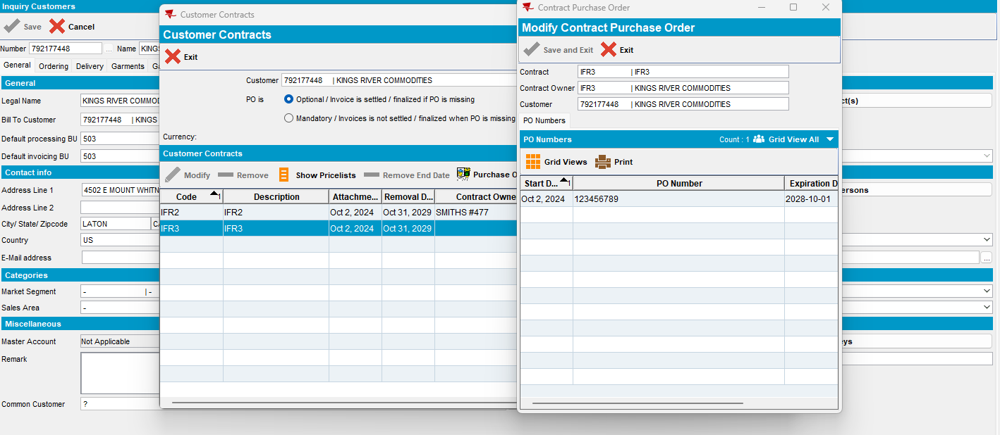 Inquiry Customers
Save Cancel
Number 792177448 ... Name KINGS
General Ordering Delivery Garments
General
Legal Name KINGS RIVER COMMOD
Bill To Customer 792177448 | KINGS
Default processing BU 503
Default invoicing BU 503
Contact info
Address Line 1 4502 E MOUNT WHITN
Address Line 2
City/ State/ Zipcode LATON
Country US
E-Mail address
Categories
Market Segment - | -
Sales Area -
Miscellaneous
Master Account Not Applicable
Remark
Common Customer ?
Customer Contracts
Customer Contracts
Exit
Customer 792177448 | KINGS RIVER COMMODITIES
PO is Optional / Invoice is settled / finalized if PO is missing
Mandatory / Invoices is not settled / finalized when PO is missing
Currency:
Customer Contracts
Modify Remove Show Pricelists Remove End Date Purchase O
Code 1 Description Attachme... Removal D... Contract Owne
IFR2 IFR2 Oct 2, 2024 Oct 31, 2029 SMITHS #477
IFR3 IFR3 Oct 2, 2024 Oct 31, 2029
Contract Purchase Order
Modify Contract Purchase Order
Save and Exit Exit
Contract IFR3 | IFR3
Contract Owner IFR3 | KINGS RIVER COMMODITIES
Customer 792177448 | KINGS RIVER COMMODITIES
PO Numbers
PO Numbers Count : 1 Grid View All
Grid Views Print
Start D... 1 PO Number Expiration D
Oct 2, 2024 123456789 2028-10-01
ct(s)
ersons
...
eys